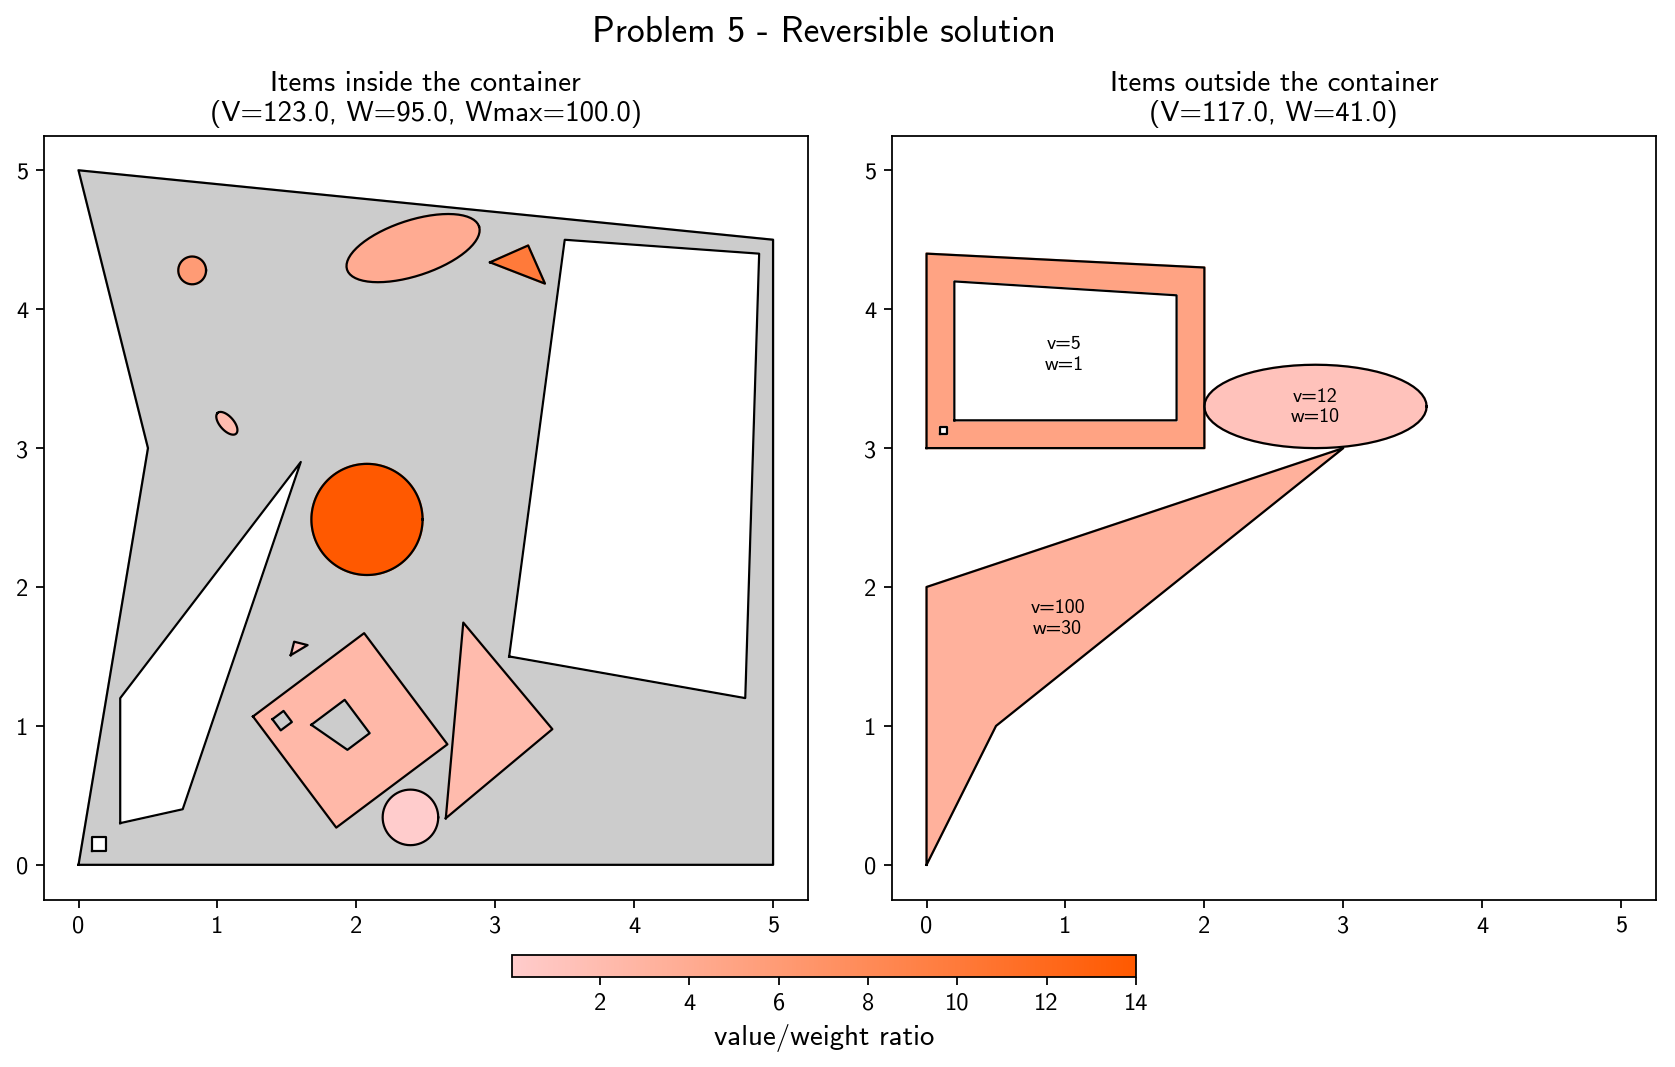 Problem 5 - Reversible solution
Items inside the container
(V=123.0, W=95.0, Wmax=100.0)
5
4
3
2
1
0
0 1 2 3 4 5
Items outside the container
(V=117.0, W=41.0)
5
4
3
2
1
0
v=5
w=1
v=12
w=10
v=100
w=30
0 1 2 3 4 5
2 4 6 8 10 12 14
value/weight ratio